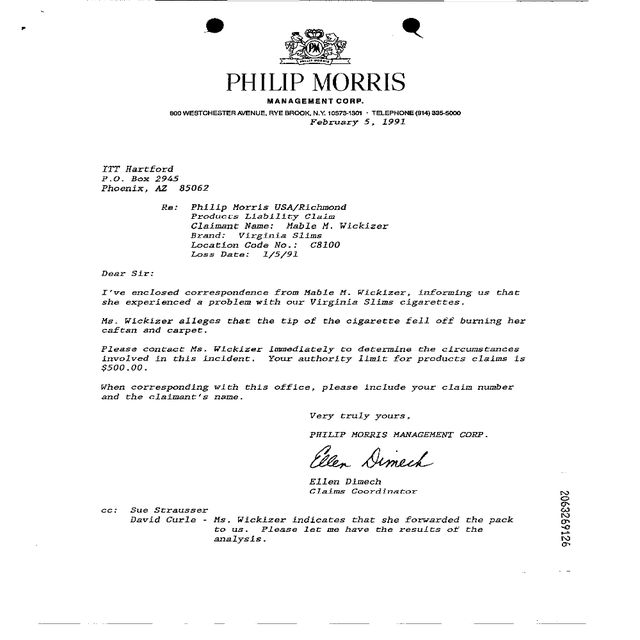 PM
PHILIP MORRIS
MANAGEMENT CORP.
800 WESTCHESTER AVENUE, RYE BROOK, N.Y. 10573-1301 · TELEPHONE (914) 335-5000
February 5, 1991
ITT Hartford
P.O. Box 2945
Phoenix, AZ 85062
Re: Philip Morris USA/Richmond
Products Liability Claim
Claimant Name: Mable M. Wickizer
Brand: Virginia Slims
Location Code No.: C8100
Loss Date: 1/5/91
Dear Sir:
I've enclosed correspondence from Mable M. Wickizer, informing us that
she experienced a problem with our Virginia Slims cigarettes.
Ms. Wickizer alleges that the tip of the cigarette fell off burning her
caftan and carpet.
Please contact Ms. Wickizer immediately to determine the circumstances
involved in this incident. Your authority limit for products claims is
$500.00.
When corresponding with this office, please include your claim number
and the claimant's name.
Very truly yours,
PHILIP MORRIS MANAGEMENT CORP.
Ellen Dimech
Ellen Dimech
Claims Coordinator
cc: Sue Strausser
David Curle - Ms. Wickizer indicates that she forwarded the pack
to us. Please let me have the results of the
analysis.
2063269126